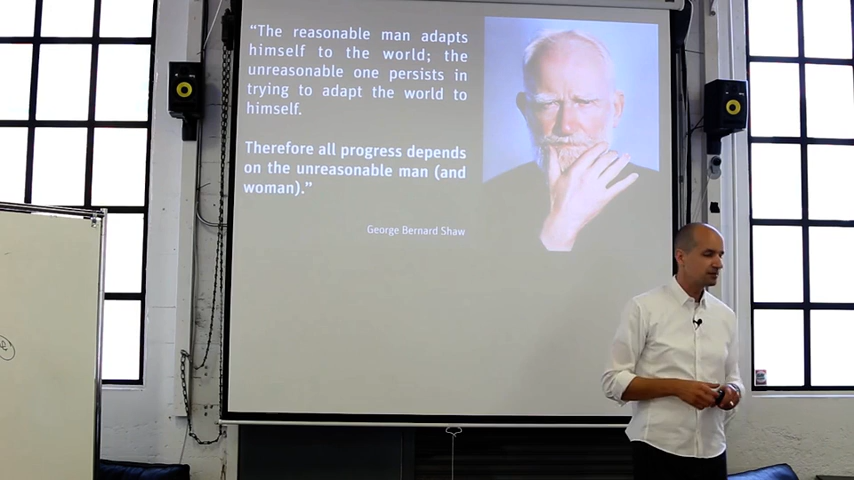 “The reasonable man adapts
himself to the world; the
unreasonable one persists in
trying to adapt the world to
himself.
Therefore all progress depends
on the unreasonable man (and
woman).”
George Bernard Shaw